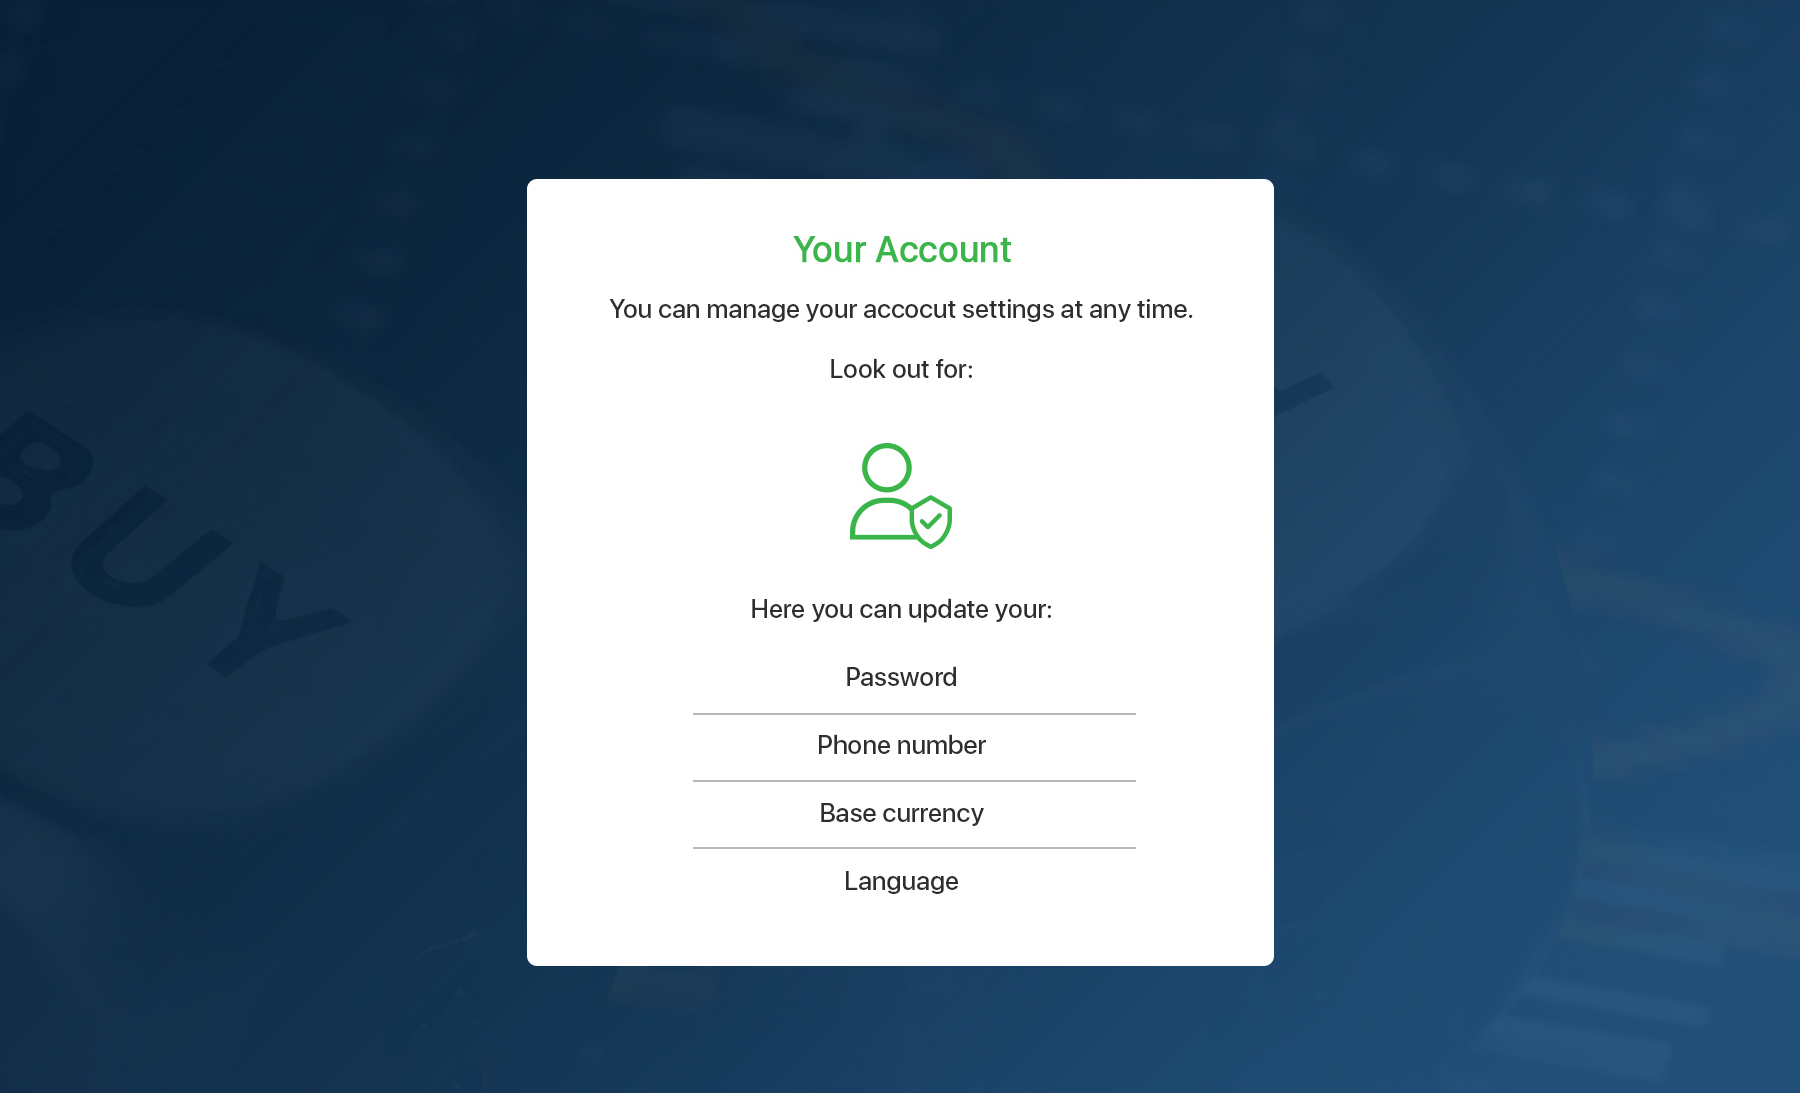 Your Account
You can manage your accocut settings at any time.
Look out for:
BUY
Here you can update your:
Password
Phone number
Base currency
Language